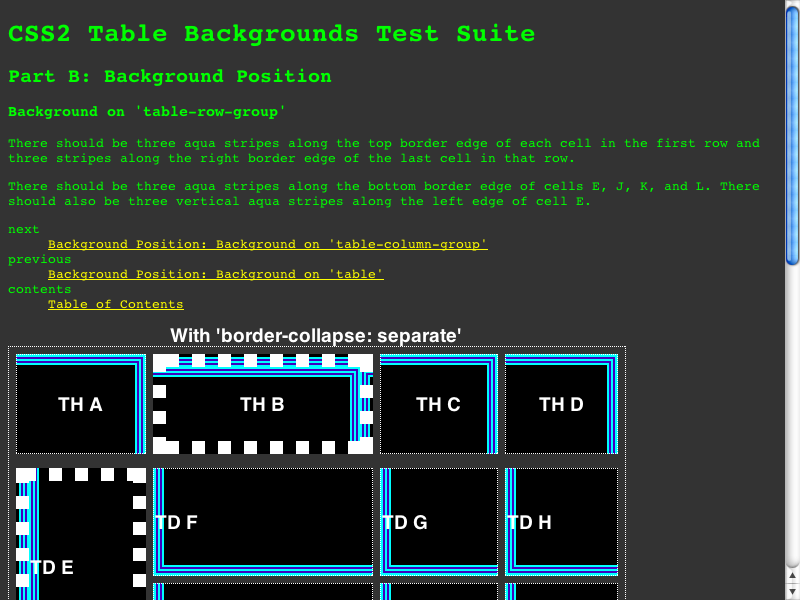 CSS2 Table Backgrounds Test Suite
Part B: Background Position
Background on 'table-row-group'
There should be three aqua stripes along the top border edge of each cell in the first row and
three stripes along the right border edge of the last cell in that row.
There should be three aqua stripes along the bottom border edge of cells E, J, K, and L. There
should also be three vertical aqua stripes along the left edge of cell E.
next
Background Position: Background on 'table-column-group'
previous
Background Position: Background on 'table'
contents
Table of Contents
With 'border-collapse: separate'
TH A
TH B
TH C
TH D
TD F
TD G
TD H
TD E